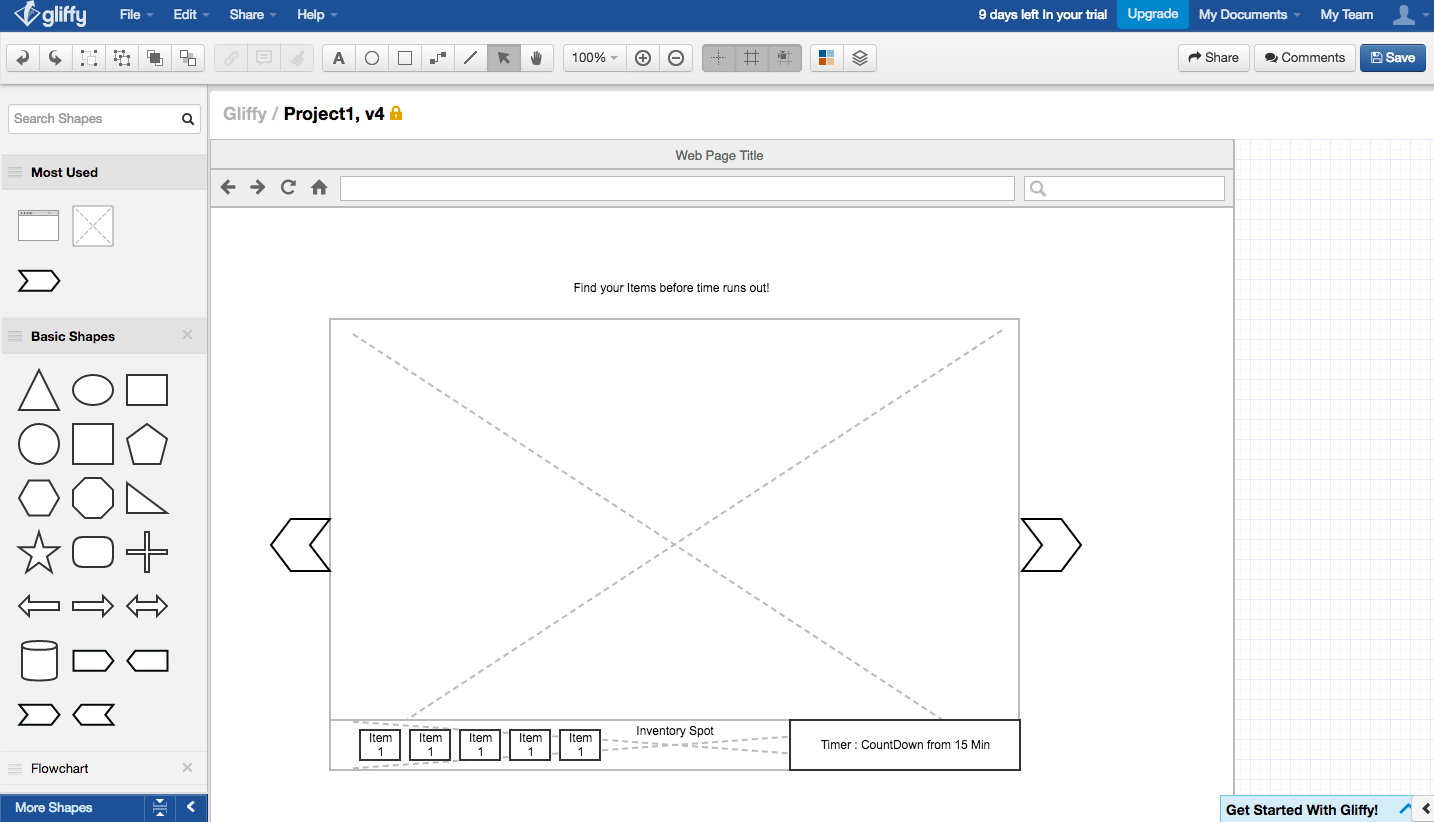 gliffy File Edit Share Help 9 days left In your trial Upgrade My Documents My Team
A 100% Share Comments Save
Search Shapes
Gliffy / Project1, v4
Web Page Title
Most Used
Find your Items before time runs out!
Basic Shapes
Inventory Spot
Item Item Item Item Item
1 1 1 1 1
Timer : CountDown from 15 Min
Flowchart
More Shapes
Get Started With Gliffy!